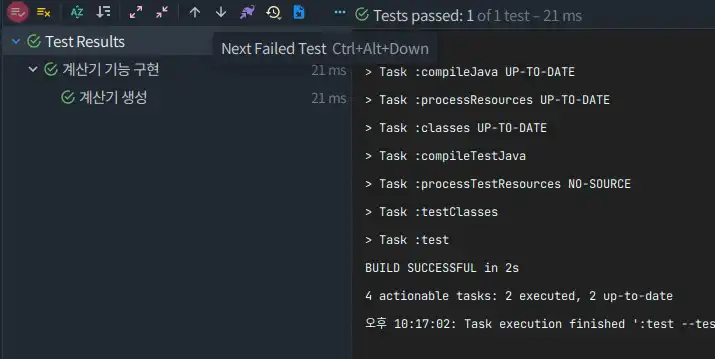 Tests passed: 1 of 1 test – 21 ms
Test Results
Next Failed Test Ctrl+Alt+Down
계산기 기능 구현 21 ms
계산기 생성 21 ms
> Task :compileJava UP-TO-DATE
> Task :processResources UP-TO-DATE
> Task :classes UP-TO-DATE
> Task :compileTestJava
> Task :processTestResources NO-SOURCE
> Task :testClasses
> Task :test
BUILD SUCCESSFUL in 2s
4 actionable tasks: 2 executed, 2 up-to-date
오후 10:17:02: Task execution finished ':test --tes